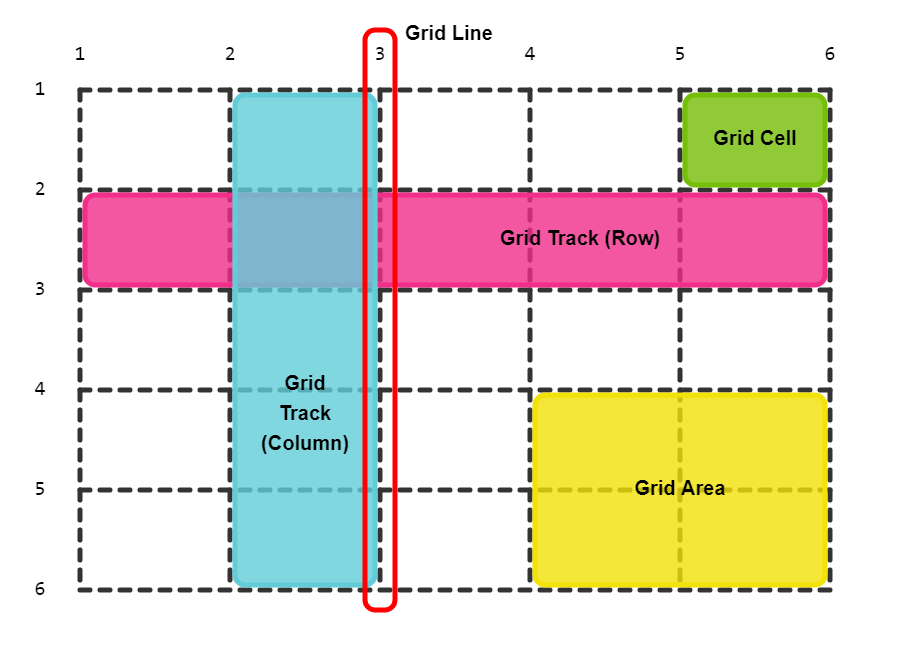 Grid Line
1 2 3 4 5 6
1
Grid Cell
2
Grid Track (Row)
3
4
Grid
Track
(Column)
5
Grid Area
6